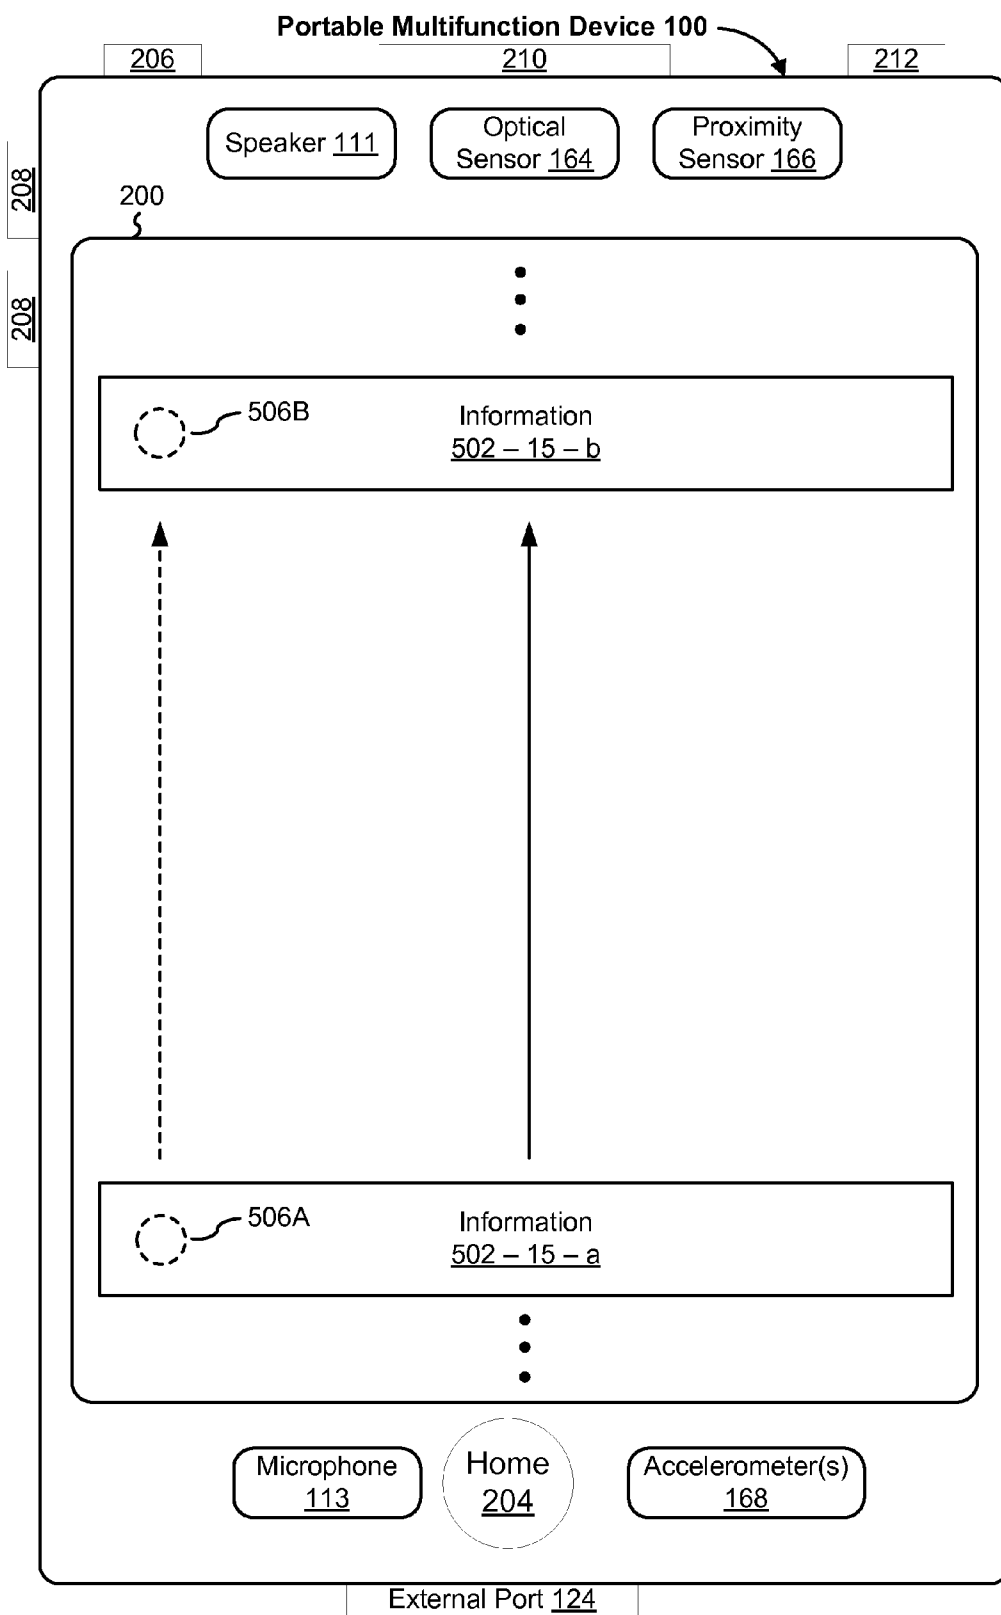 Portable Multifunction Device 100
206
210
212
Speaker 111
Optical
Sensor 164
Proximity
Sensor 166
208
200
208
506B
Information
502 – 15 – b
506A
Information
502 – 15 – a
Microphone
113
Home
204
Accelerometer(s)
168
External Port 124